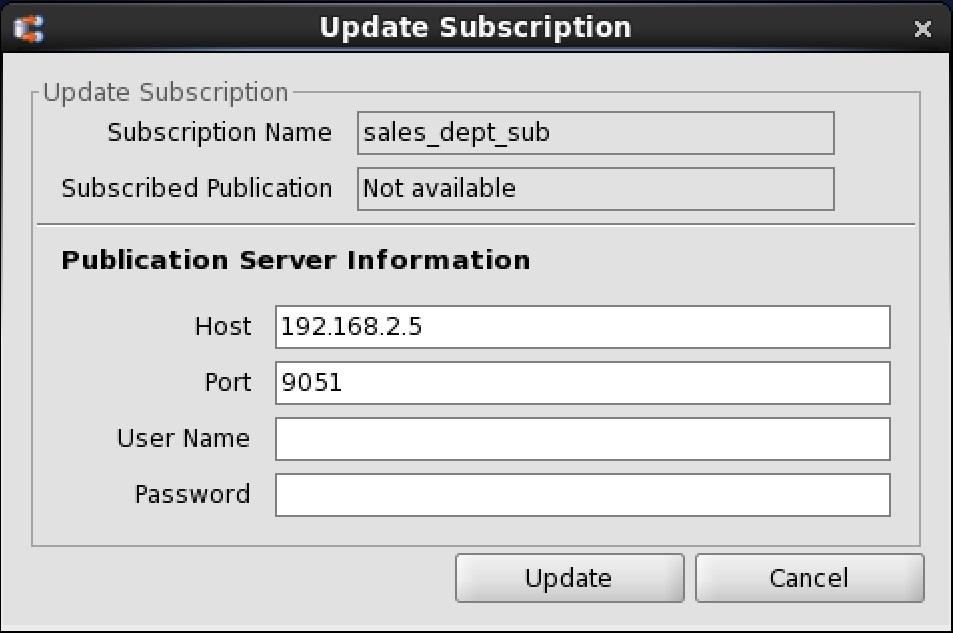 Update Subscription
Update Subscription
Subscription Name sales_dept_sub
Subscribed Publication Not available
Publication Server Information
Host 192.168.2.5
Port 9051
User Name
Password
Update Cancel